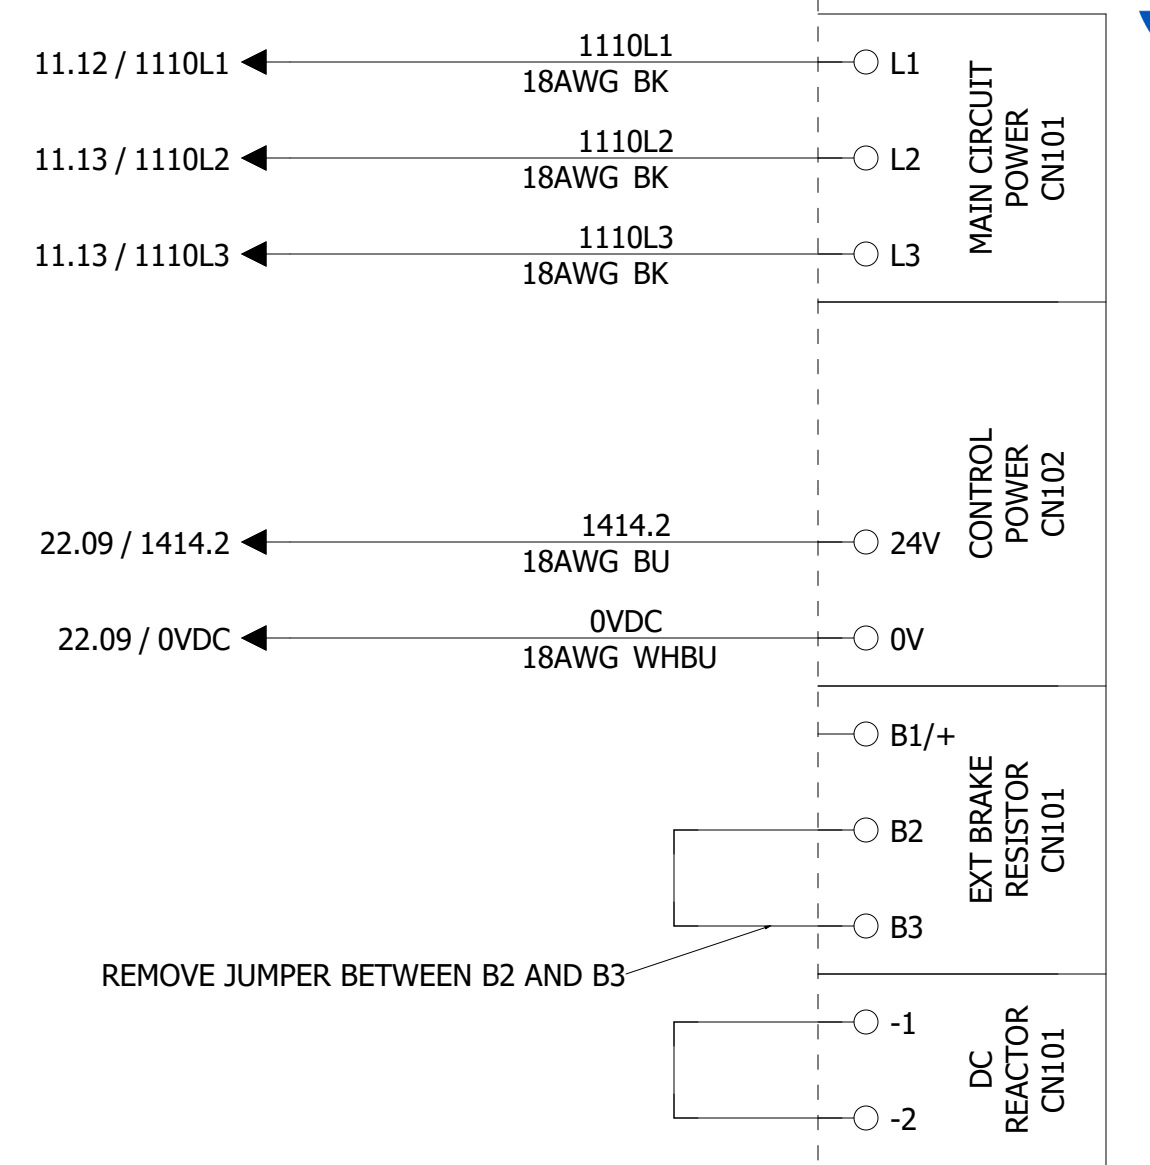 1110L1
11.12 / 1110L1
L1
18AWG BK
1110L2
11.13 / 1110L2
L2
18AWG BK
1110L3
11.13 / 1110L3
L3
18AWG BK
MAIN CIRCUIT
POWER
CN101
1414.2
22.09 / 1414.2
24V
18AWG BU
0VDC
22.09 / 0VDC
0V
18AWG WHBU
CONTROL
POWER
CN102
B1/+
B2
B3
EXT BRAKE
RESISTOR
CN101
REMOVE JUMPER BETWEEN B2 AND B3
-1
-2
DC
REACTOR
CN101